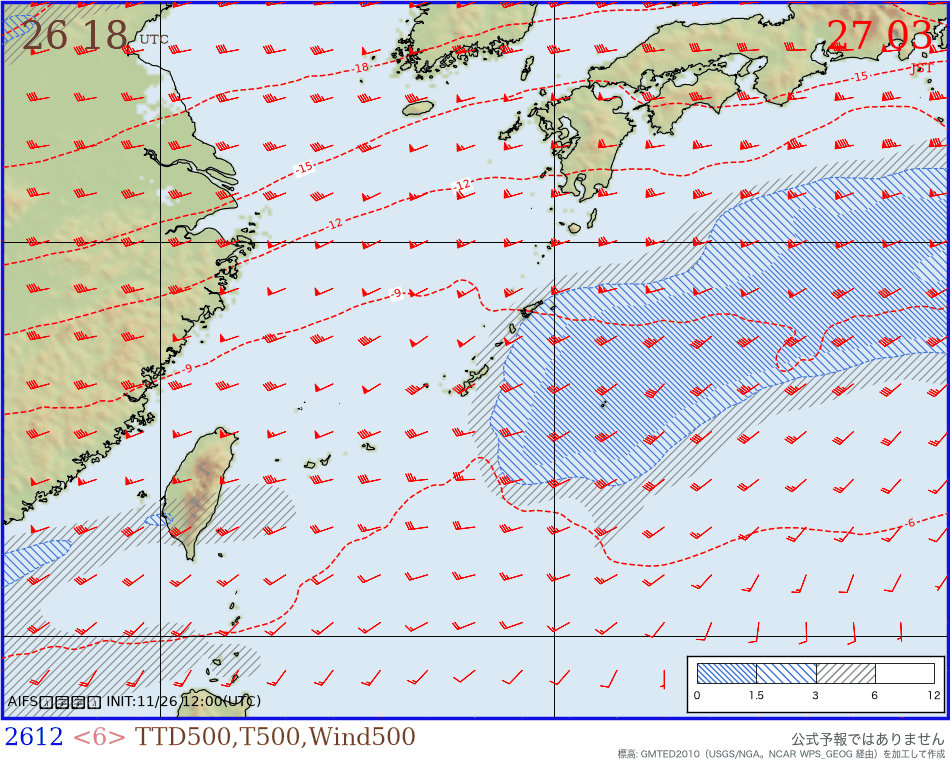 26 18 UTC
27 03
JST
-18
-15
-15
-12
-12
-9
-9
-6
0 1.5 3 6 12
AIFS INIT:11/26 12:00(UTC)
2612 <6> TTD500,T500,Wind500
公式予報ではありません
標高: GMTED2010（USGS/NGA。NCAR WPS_GEOG 経由）を加工して作成